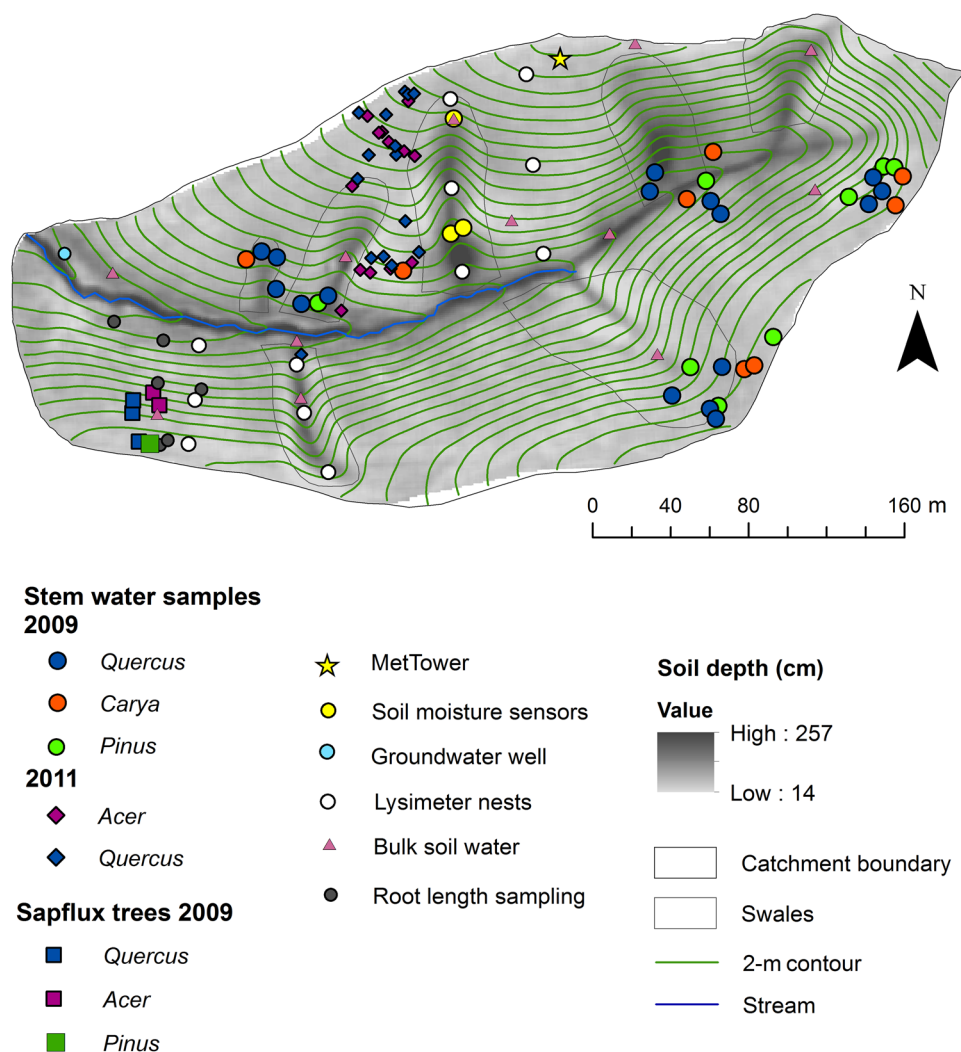 N
0 40 80 160 m
Stem water samples
2009
Quercus
Carya
Pinus
2011
Acer
Quercus
Sapflux trees 2009
Quercus
Acer
Pinus
MetTower
Soil moisture sensors
Groundwater well
Lysimeter nests
Bulk soil water
Root length sampling
Soil depth (cm)
Value
High : 257
Low : 14
Catchment boundary
Swales
2-m contour
Stream